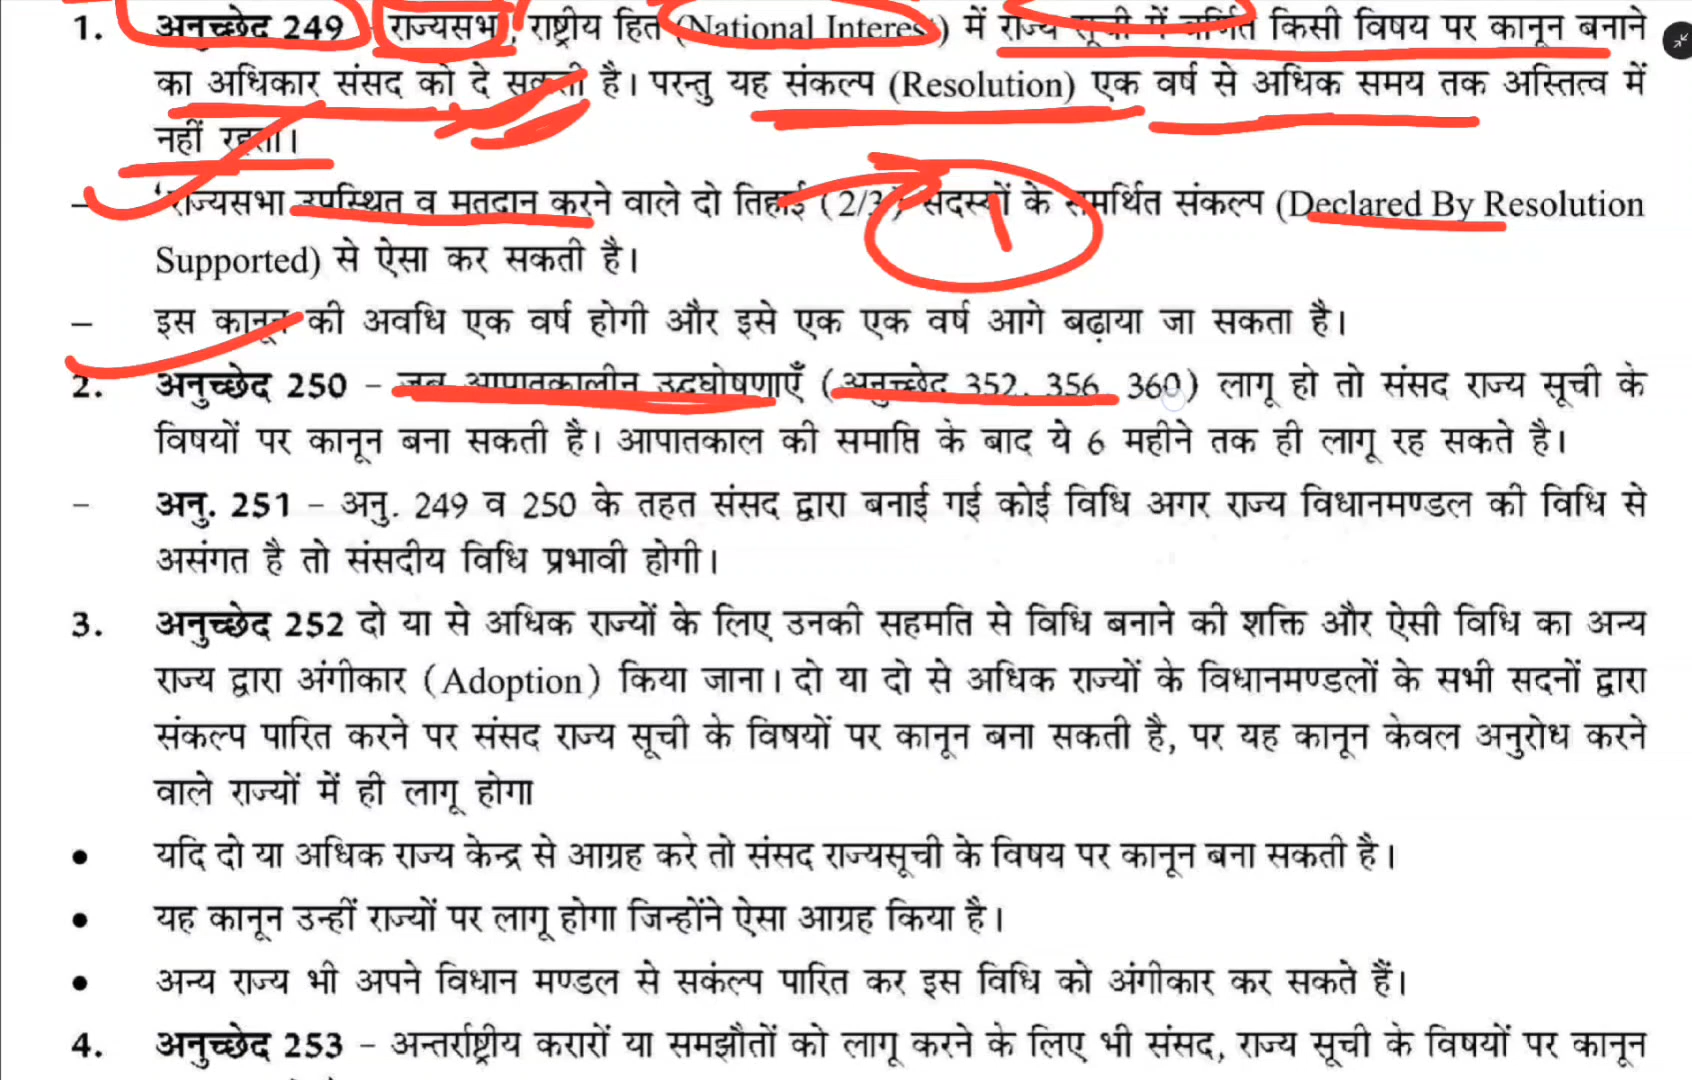 1. अनुच्छेद 249 – राज्यसभा, राष्ट्रीय हित (National Interest) में राज्य सूची में वर्णित किसी विषय पर कानून बनाने
का अधिकार संसद को दे सकती है। परन्तु यह संकल्प (Resolution) एक वर्ष से अधिक समय तक अस्तित्व में
नहीं रहता।
– 'राज्यसभा उपस्थित व मतदान करने वाले दो तिहाई (2/3) सदस्यों के समर्थित संकल्प (Declared By Resolution
Supported) से ऐसा कर सकती है।
– इस कानून की अवधि एक वर्ष होगी और इसे एक एक वर्ष आगे बढ़ाया जा सकता है।
2. अनुच्छेद 250 – जब आपातकालीन उद्घोषणाएँ (अनुच्छेद 352, 356, 360) लागू हो तो संसद राज्य सूची के
विषयों पर कानून बना सकती है। आपातकाल की समाप्ति के बाद ये 6 महीने तक ही लागू रह सकते है।
– अनु. 251 – अनु. 249 व 250 के तहत संसद द्वारा बनाई गई कोई विधि अगर राज्य विधानमण्डल की विधि से
असंगत है तो संसदीय विधि प्रभावी होगी।
3. अनुच्छेद 252 दो या से अधिक राज्यों के लिए उनकी सहमति से विधि बनाने की शक्ति और ऐसी विधि का अन्य
राज्य द्वारा अंगीकार (Adoption) किया जाना। दो या दो से अधिक राज्यों के विधानमण्डलों के सभी सदनों द्वारा
संकल्प पारित करने पर संसद राज्य सूची के विषयों पर कानून बना सकती है, पर यह कानून केवल अनुरोध करने
वाले राज्यों में ही लागू होगा
• यदि दो या अधिक राज्य केन्द्र से आग्रह करे तो संसद राज्यसूची के विषय पर कानून बना सकती है।
• यह कानून उन्हीं राज्यों पर लागू होगा जिन्होंने ऐसा आग्रह किया है।
• अन्य राज्य भी अपने विधान मण्डल से सकंल्प पारित कर इस विधि को अंगीकार कर सकते हैं।
4. अनुच्छेद 253 – अन्तर्राष्ट्रीय करारों या समझौतों को लागू करने के लिए भी संसद, राज्य सूची के विषयों पर कानून